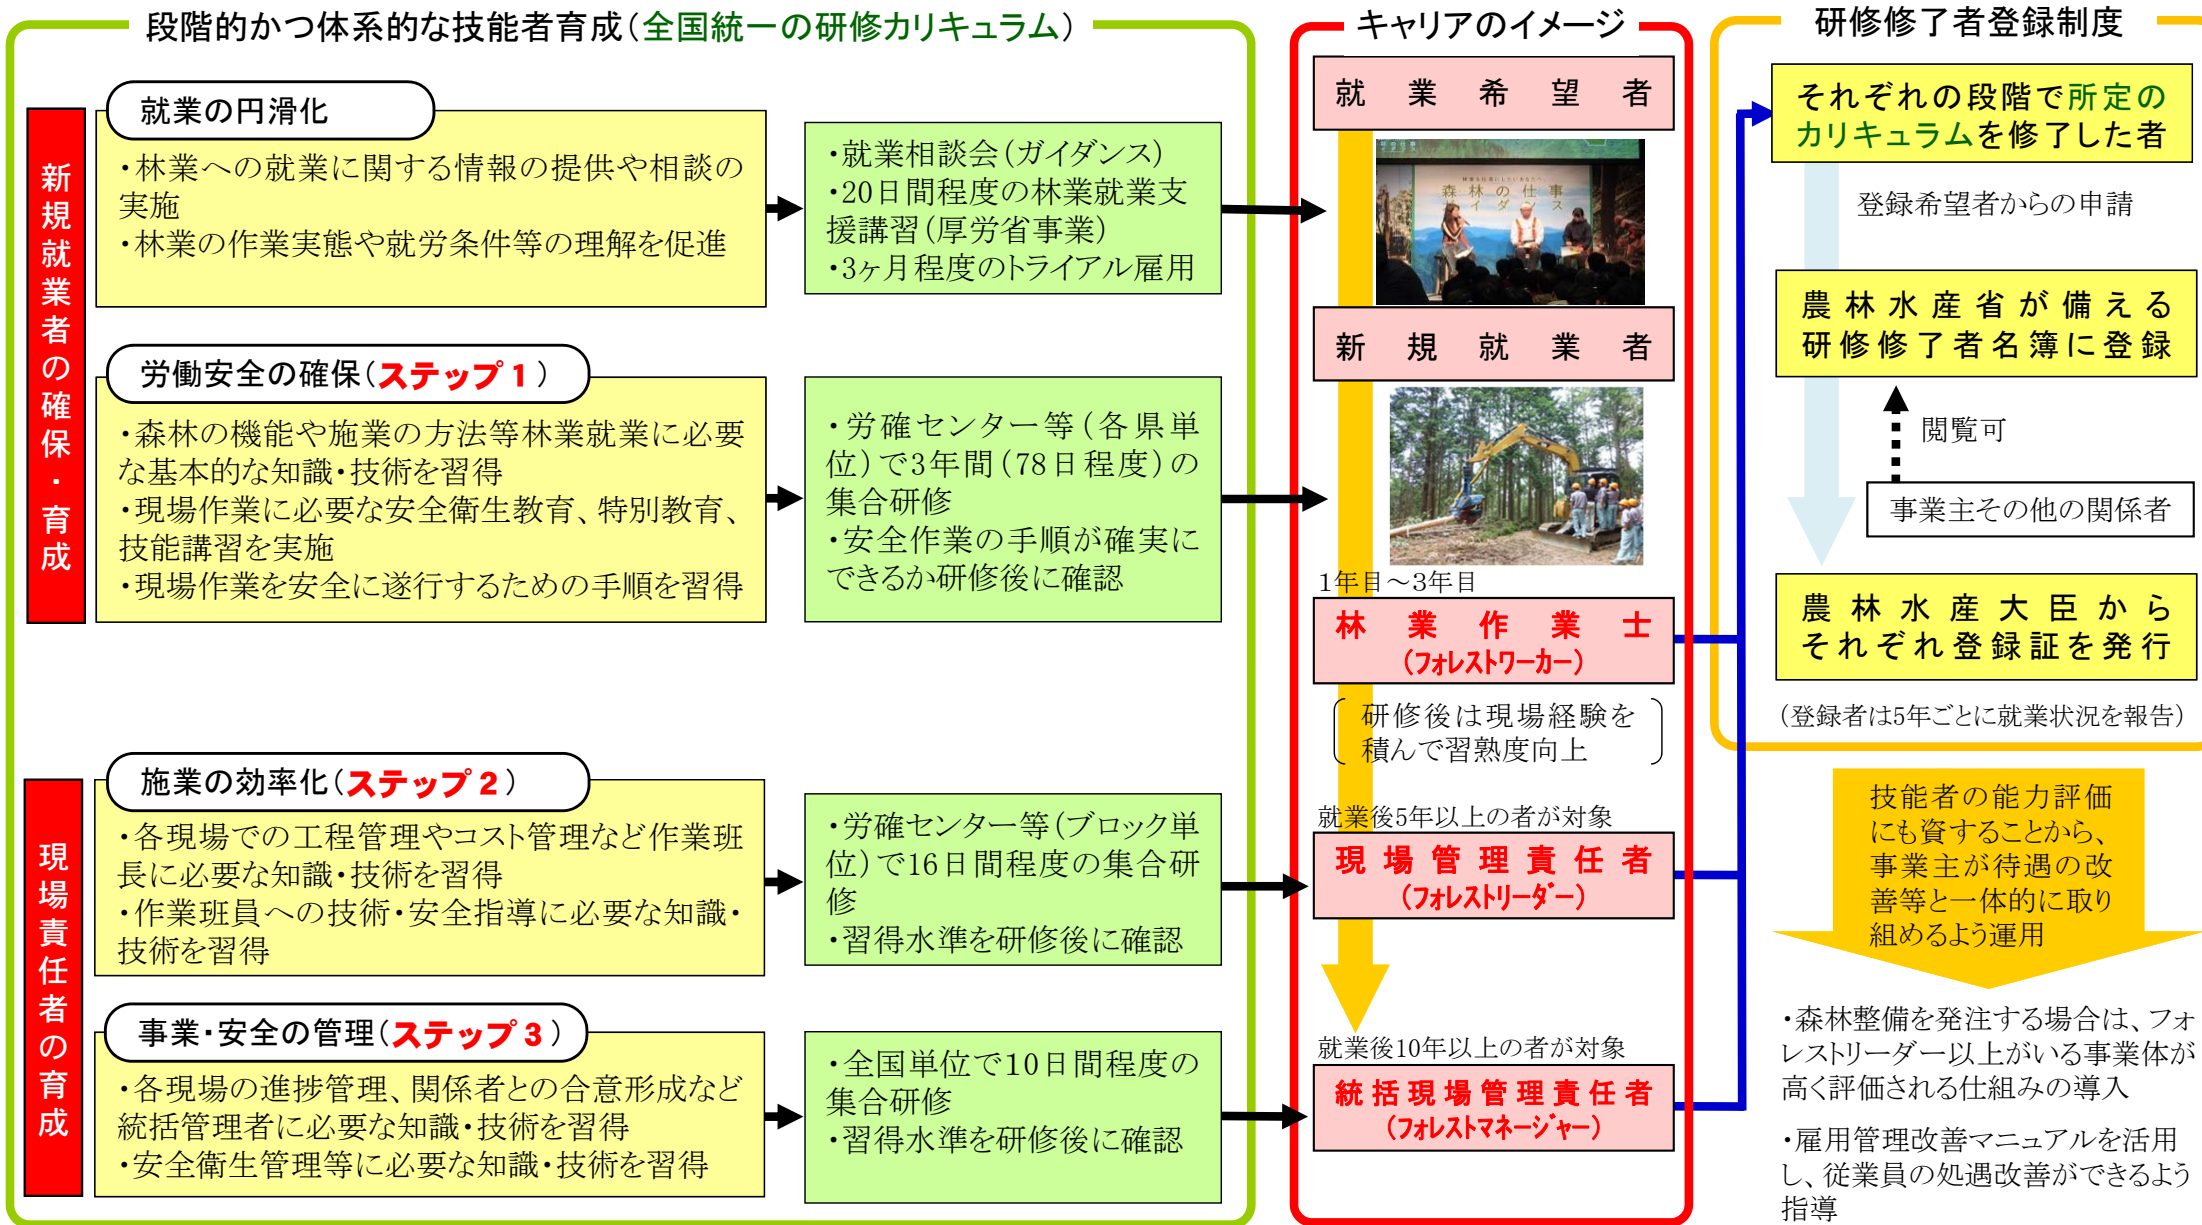 段階的かつ体系的な技能者育成(全国統一の研修カリキュラム)
新規就業者の確保・育成
就業の円滑化
・林業への就業に関する情報の提供や相談の
実施
・林業の作業実態や就労条件等の理解を促進
・就業相談会(ガイダンス)
・20日間程度の林業就業支
援講習(厚労省事業)
・3ヶ月程度のトライアル雇用
労働安全の確保(ステップ1)
・森林の機能や施業の方法等林業就業に必要
な基本的な知識・技術を習得
・現場作業に必要な安全衛生教育、特別教育、
技能講習を実施
・現場作業を安全に遂行するための手順を習得
・労確センター等(各県単
位)で3年間(78日程度)の
集合研修
・安全作業の手順が確実に
できるか研修後に確認
現場責任者の育成
施業の効率化(ステップ2)
・各現場での工程管理やコスト管理など作業班
長に必要な知識・技術を習得
・作業班員への技術・安全指導に必要な知識・
技術を習得
・労確センター等(ブロック単
位)で16日間程度の集合研
修
・習得水準を研修後に確認
事業・安全の管理(ステップ3)
・各現場の進捗管理、関係者との合意形成など
統括管理者に必要な知識・技術を習得
・安全衛生管理等に必要な知識・技術を習得
・全国単位で10日間程度の
集合研修
・習得水準を研修後に確認
キャリアのイメージ
就業希望者
森林の仕事
ガイダンス
新規就業者
1年目~3年目
林業作業士
(フォレストワーカー)
研修後は現場経験を
積んで習熟度向上
就業後5年以上の者が対象
現場管理責任者
(フォレストリーダー)
就業後10年以上の者が対象
統括現場管理責任者
(フォレストマネージャー)
研修修了者登録制度
それぞれの段階で所定の
カリキュラムを修了した者
登録希望者からの申請
農林水産省が備える
研修修了者名簿に登録
閲覧可
事業主その他の関係者
農林水産大臣から
それぞれ登録証を発行
(登録者は5年ごとに就業状況を報告)
技能者の能力評価
にも資することから、
事業主が待遇の改
善等と一体的に取り
組めるよう運用
・森林整備を発注する場合は、フォ
レストリーダー以上がいる事業体が
高く評価される仕組みの導入
・雇用管理改善マニュアルを活用
し、従業員の処遇改善ができるよう
指導